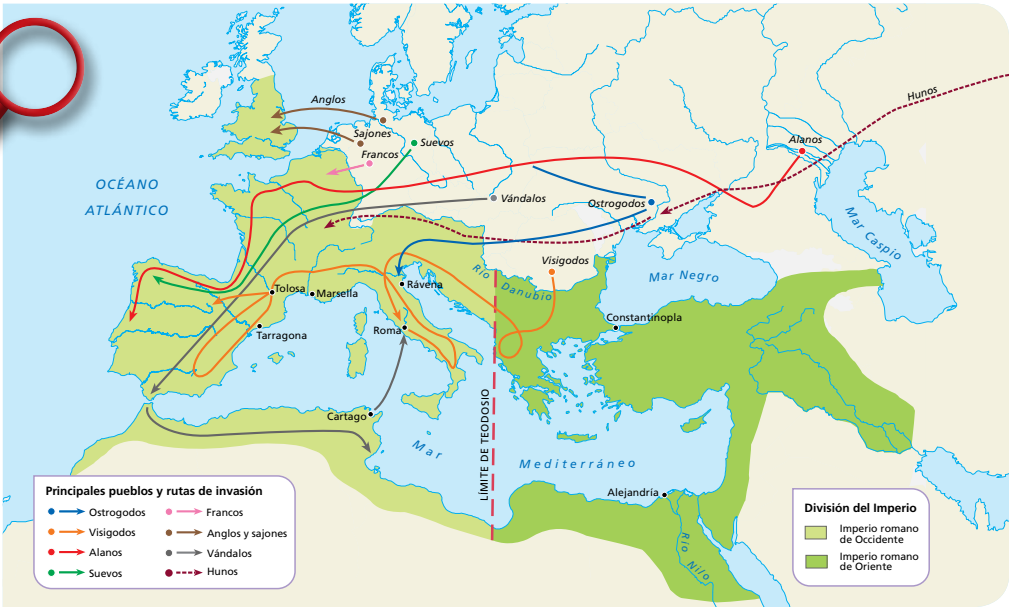 Hunos
Anglos
Sajones
Suevos
Francos
Alanos
OCÉANO
ATLÁNTICO
Vándalos
Ostrogodos
Mar Caspio
Visigodos
Mar Negro
Río Danubio
Rávena
Tolosa
Marsella
Constantinopla
Roma
Tarragona
Cartago
LÍMITE DE TEODOSIO
Mar
Mediterráneo
Alejandría
Río Nilo
Principales pueblos y rutas de invasión
Ostrogodos
Visigodos
Alanos
Suevos
Francos
Anglos y sajones
Vándalos
Hunos
División del Imperio
Imperio romano
de Occidente
Imperio romano
de Oriente